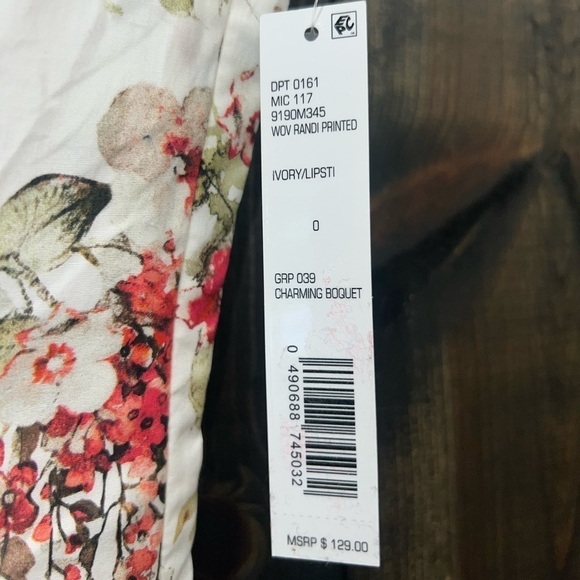 DPT 0161
MIC 117
9190M345
WOV RANDI PRINTED
IVORY/LIPSTI
0
GRP 039
CHARMING BOQUET
0 490688 745032
MSRP $ 129.00